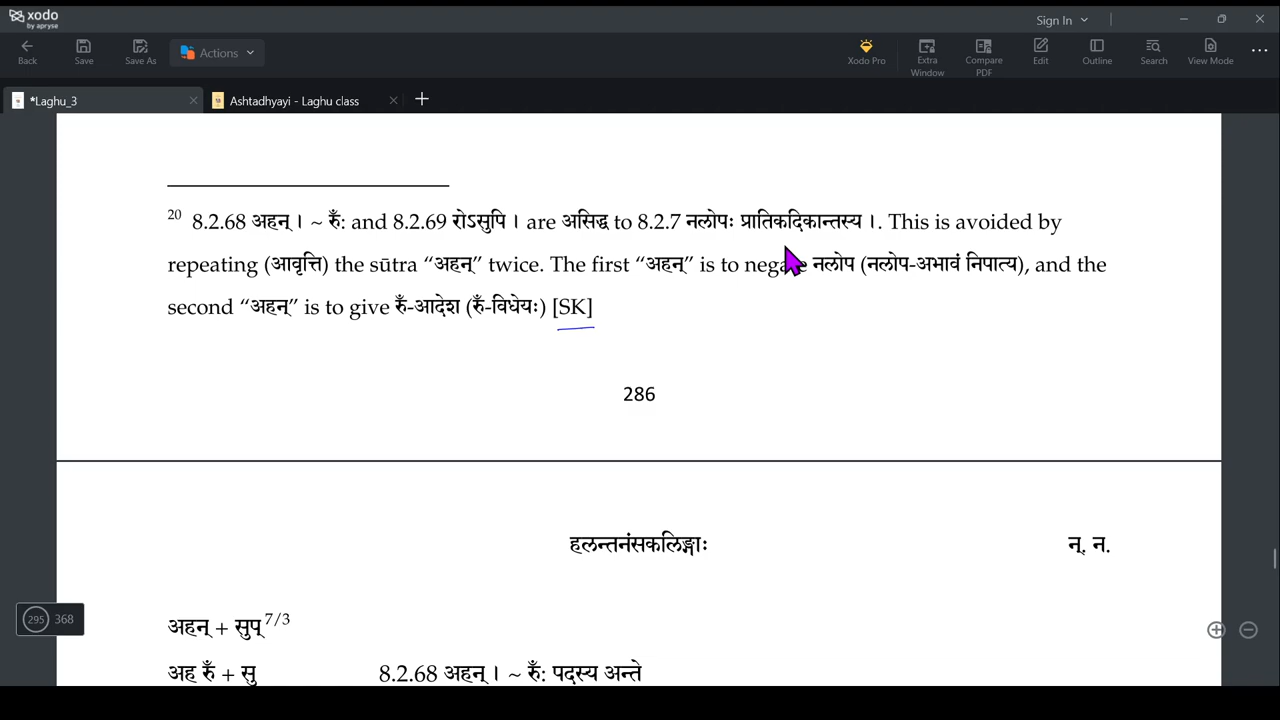 xodo
by apryse
Sign In
Back Save Save As Actions Xodo Pro Extra Window Compare PDF Edit Outline Search View Mode
*Laghu_3 Ashtadhyayi - Laghu class
20 8.2.68 अहन् । ~ रुँ: and 8.2.69 रोऽसुपि । are असिद्ध to 8.2.7 नलोपः प्रातिकदिकान्तस्य ।. This is avoided by
repeating (आवृत्ति) the sūtra “अहन्” twice. The first “अहन्” is to negate नलोप (नलोप-अभावं निपात्य), and the
second “अहन्” is to give रुँ-आदेश (रुँ-विधेयः) [SK]
286
हलन्तनंसकलिङ्गाः न्. न.
295 368
अहन् + सुप् 7/3
अह रुँ + सु 8.2.68 अहन् । ~ रुँ: पदस्य अन्ते